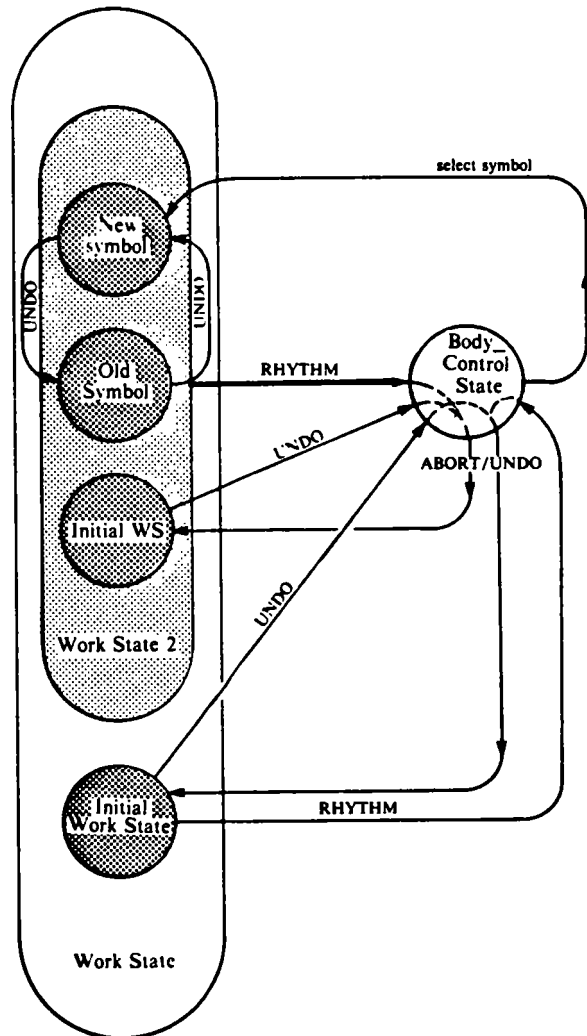 select symbol
New
symbol
UNDO
UNDO
Old
Symbol
RHYTHM
Body_
Control
State
UNDO
ABORT/UNDO
Initial WS
UNDO
Work State 2
Initial
Work State
RHYTHM
Work State